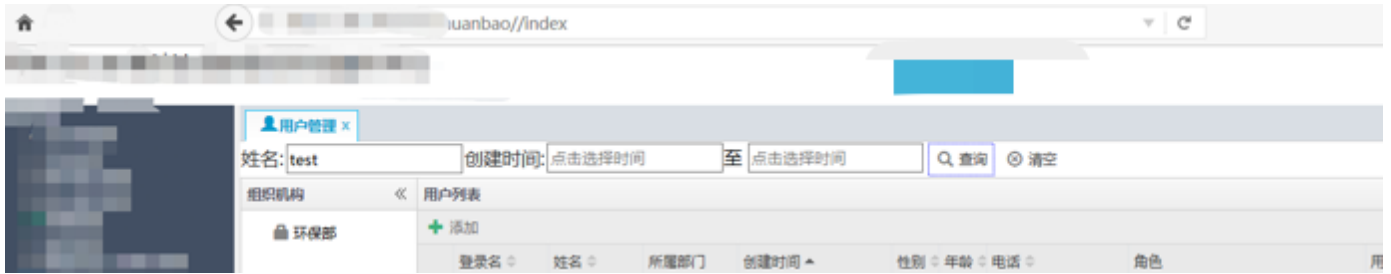 uanbao//index
用户管理 x
姓名: test 创建时间: 点击选择时间 至 点击选择时间 查询 清空
组织机构 « 用户列表
环保部 添加
登录名 姓名 所属部门 创建时间 性别 年龄 电话 角色 用